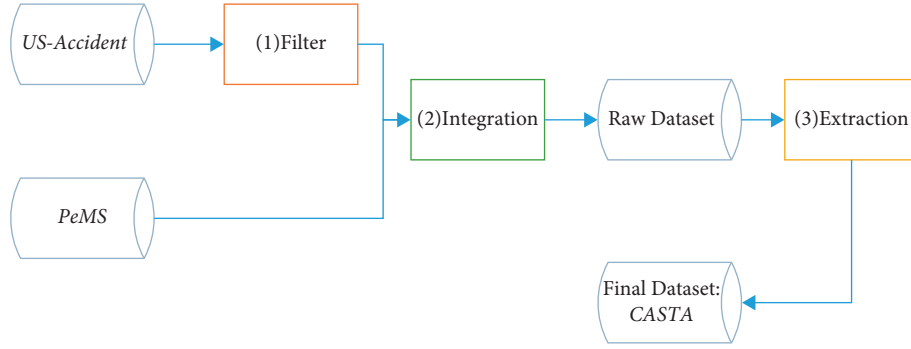 US-Accident
(1)Filter
(2)Integration
Raw Dataset
(3)Extraction
PeMS
Final Dataset:
CASTA